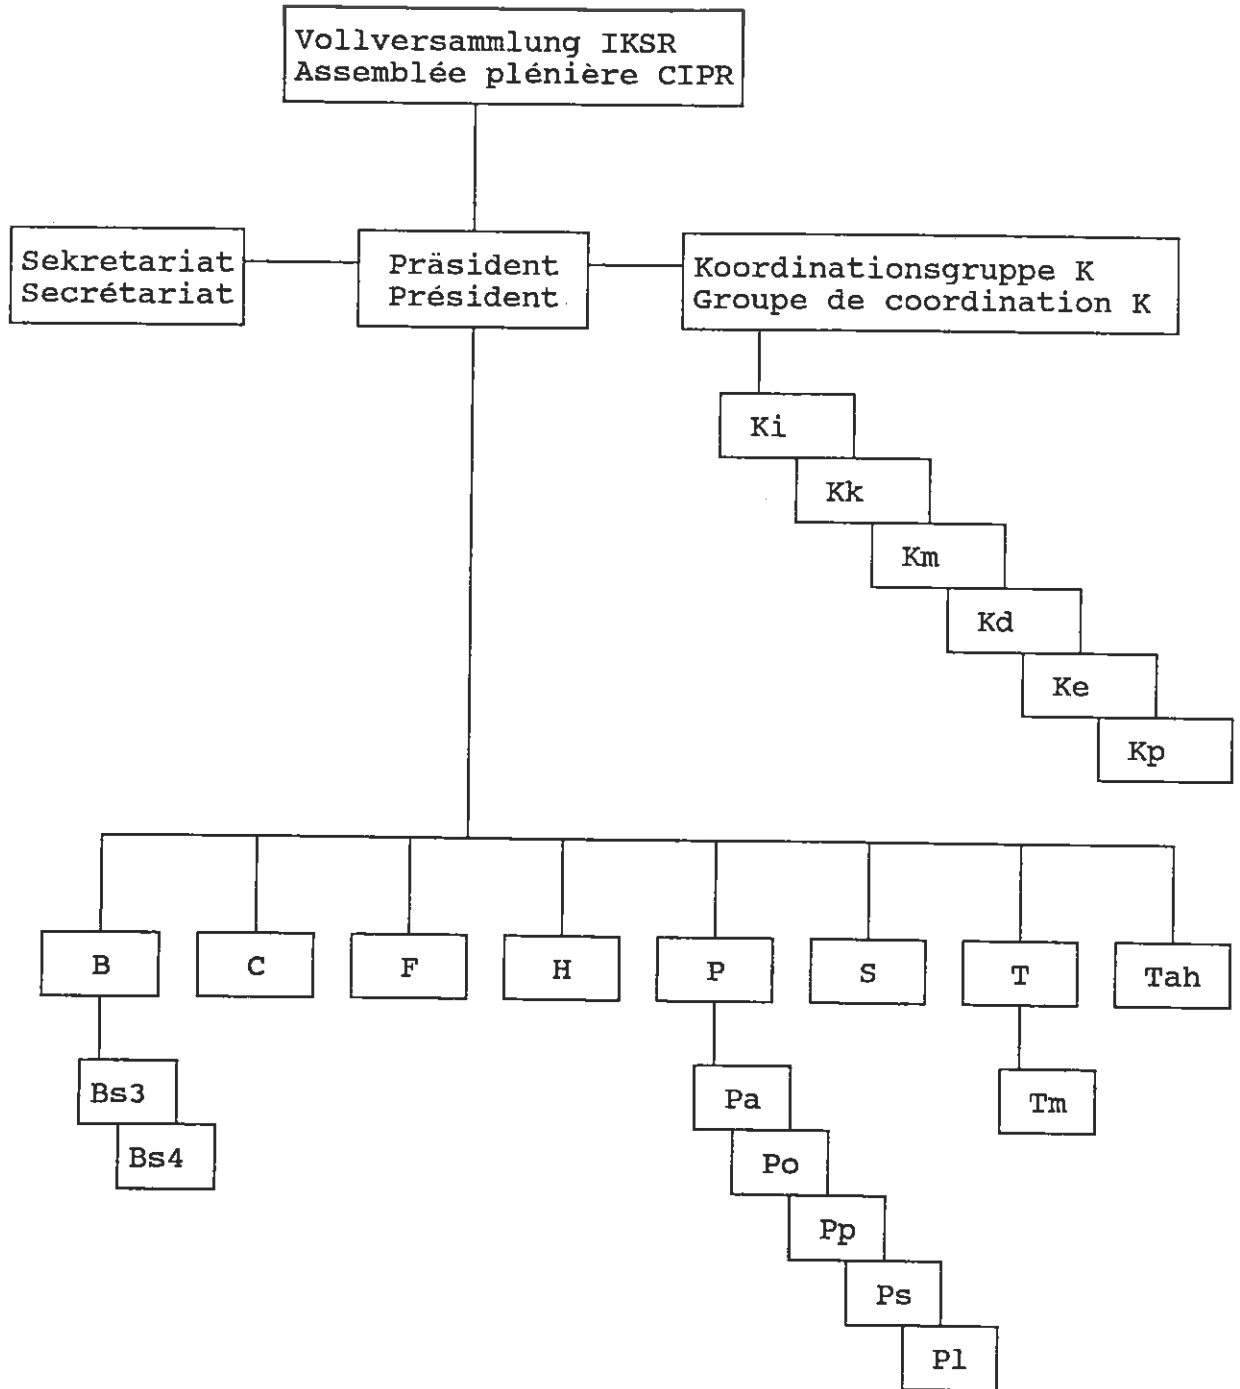 Vollversammlung IKSR
Assemblée plénière CIPR
Sekretariat
Secrétariat
Präsident
Président
Koordinationsgruppe K
Groupe de coordination K
Ki
Kk
Km
Kd
Ke
Kp
B
C
F
H
P
S
T
Tah
Bs3
Bs4
Pa
Po
Pp
Ps
Pl
Tm